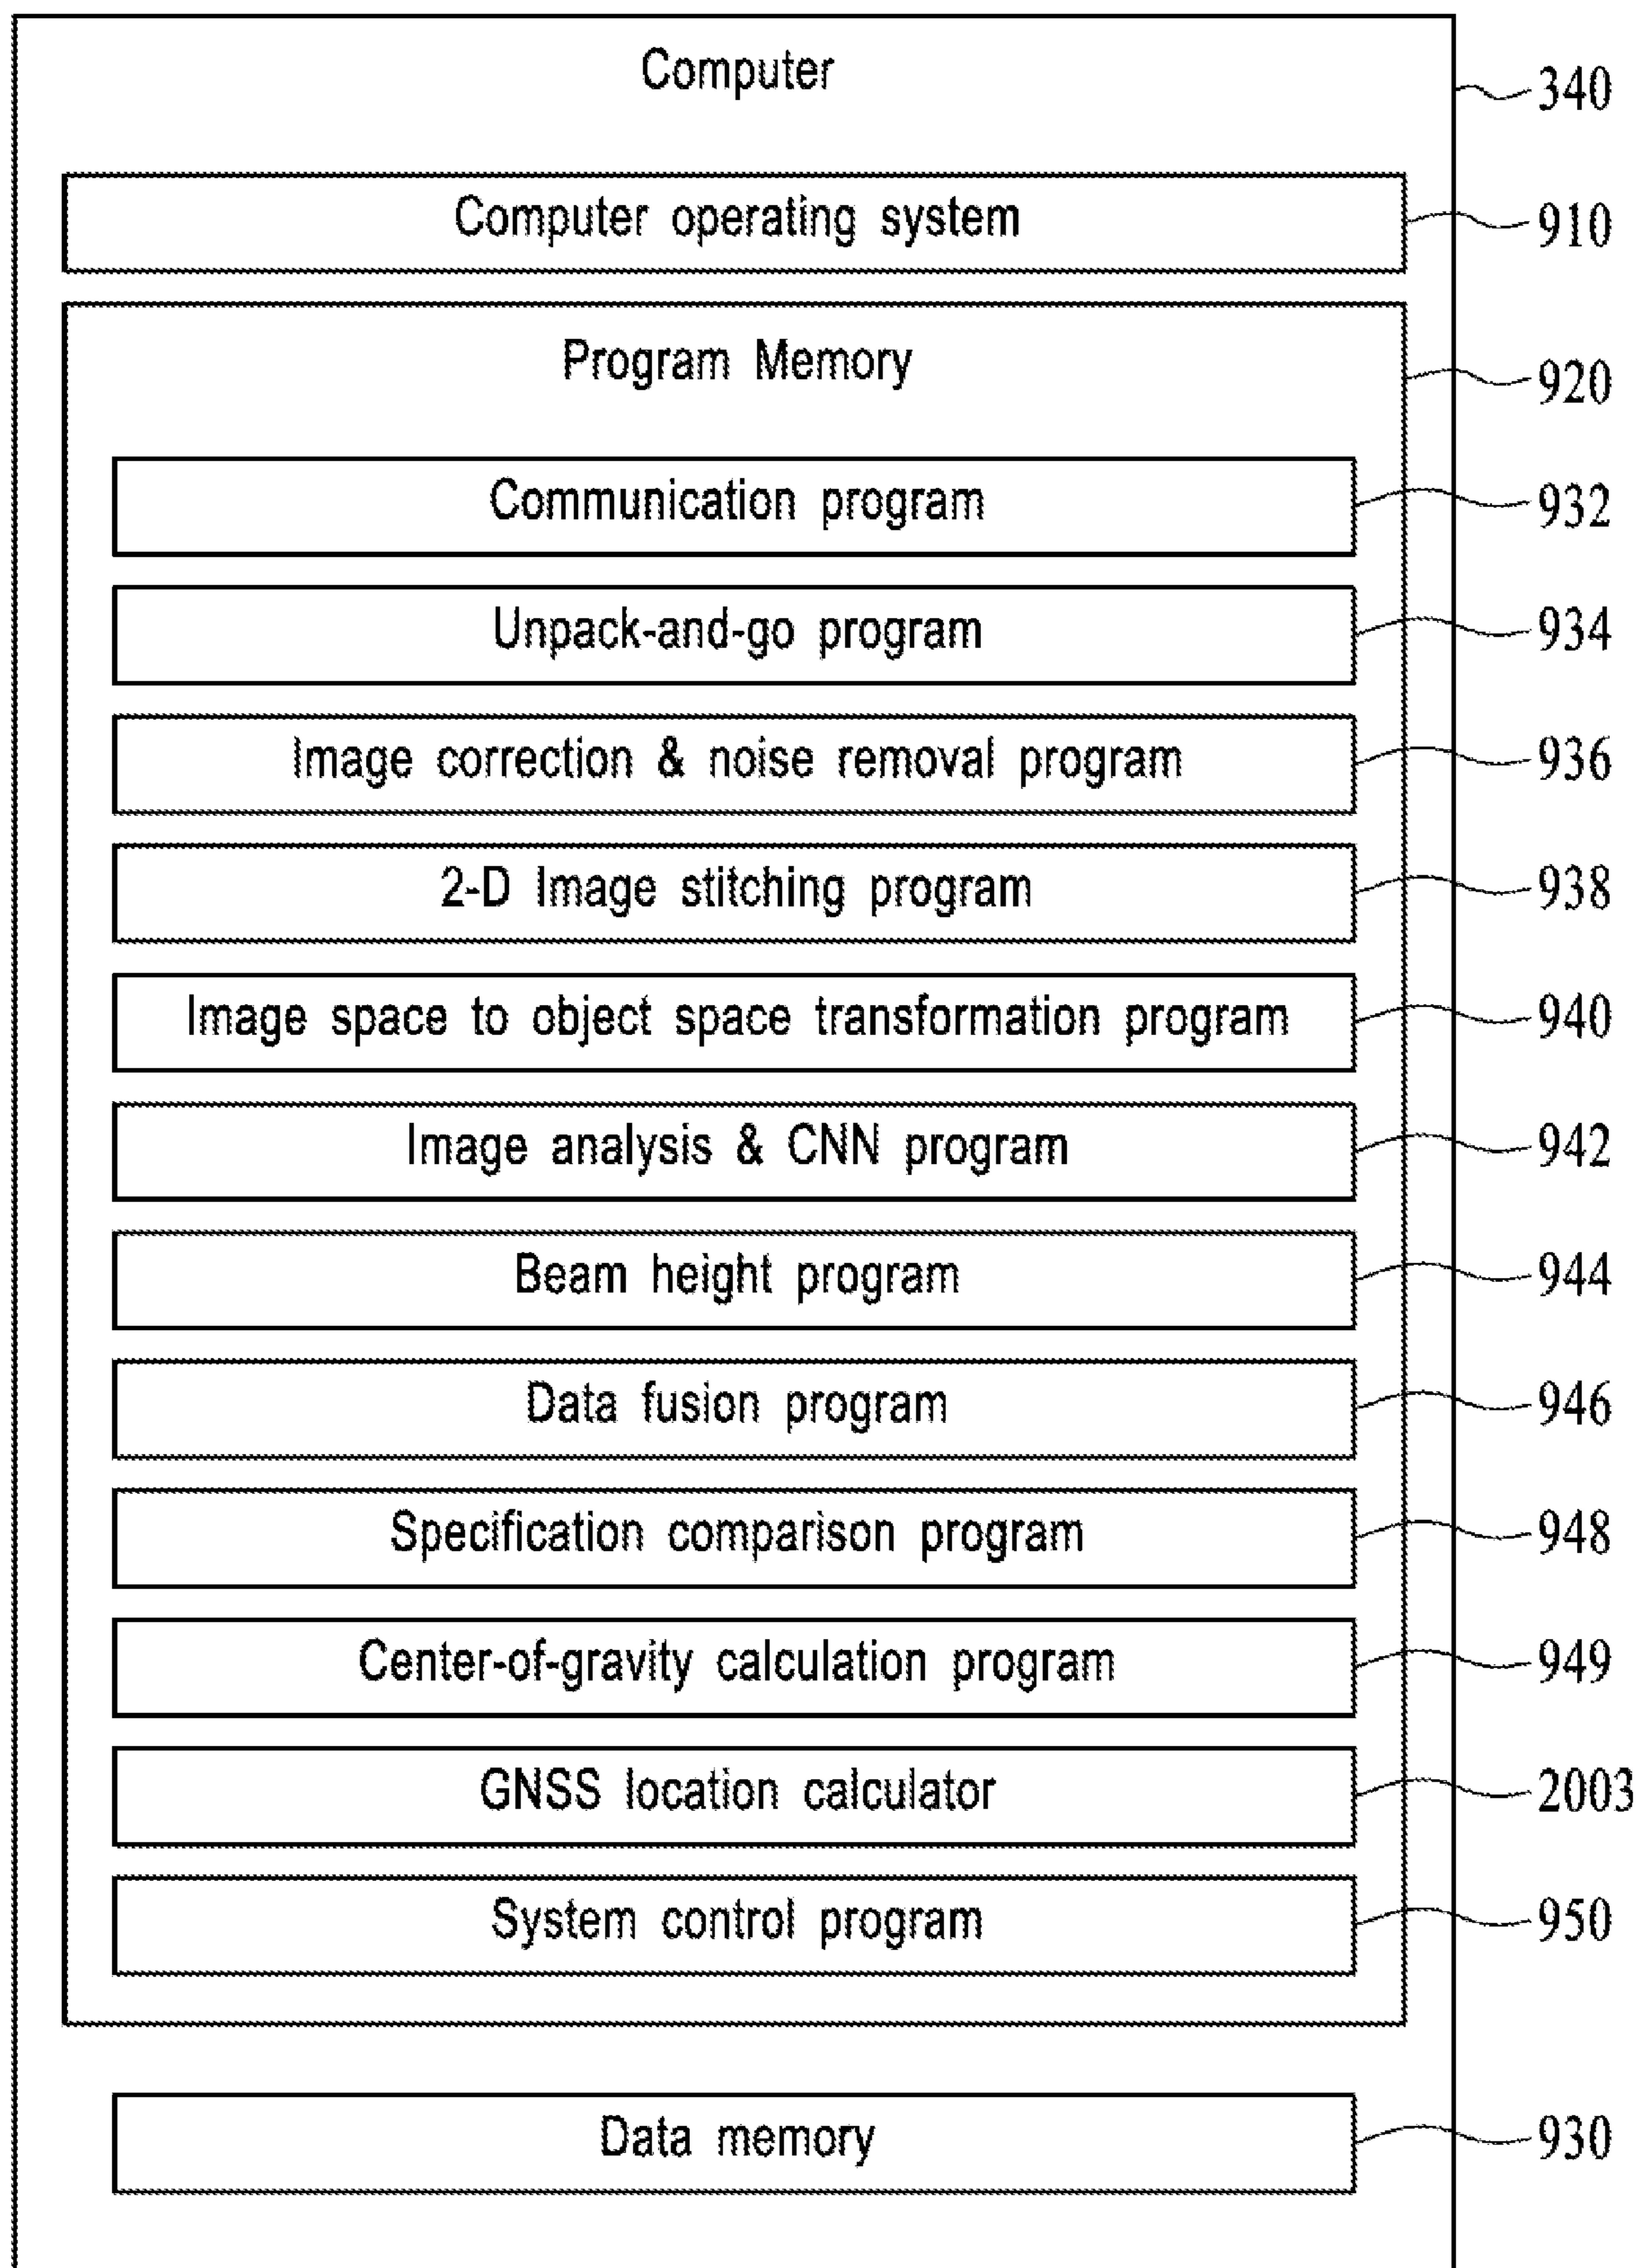 Computer 340
Computer operating system 910
Program Memory 920
Communication program 932
Unpack-and-go program 934
Image correction & noise removal program 936
2-D Image stitching program 938
Image space to object space transformation program 940
Image analysis & CNN program 942
Beam height program 944
Data fusion program 946
Specification comparison program 948
Center-of-gravity calculation program 949
GNSS location calculator 2003
System control program 950
Data memory 930